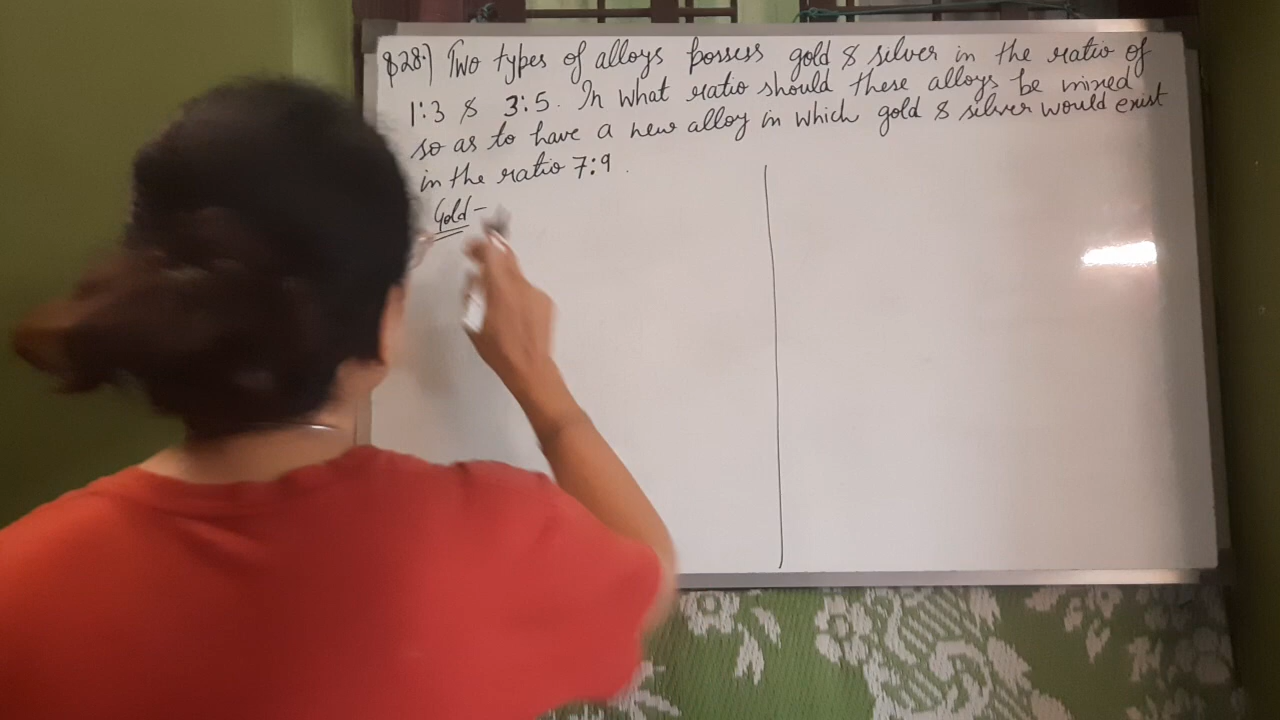 Q28.) Two types of alloys possess gold & silver in the ratio of
1:3 & 3:5. In what ratio should these alloys be mixed
so as to have a new alloy in which gold & silver would exist
in the ratio 7:9.
Gold -